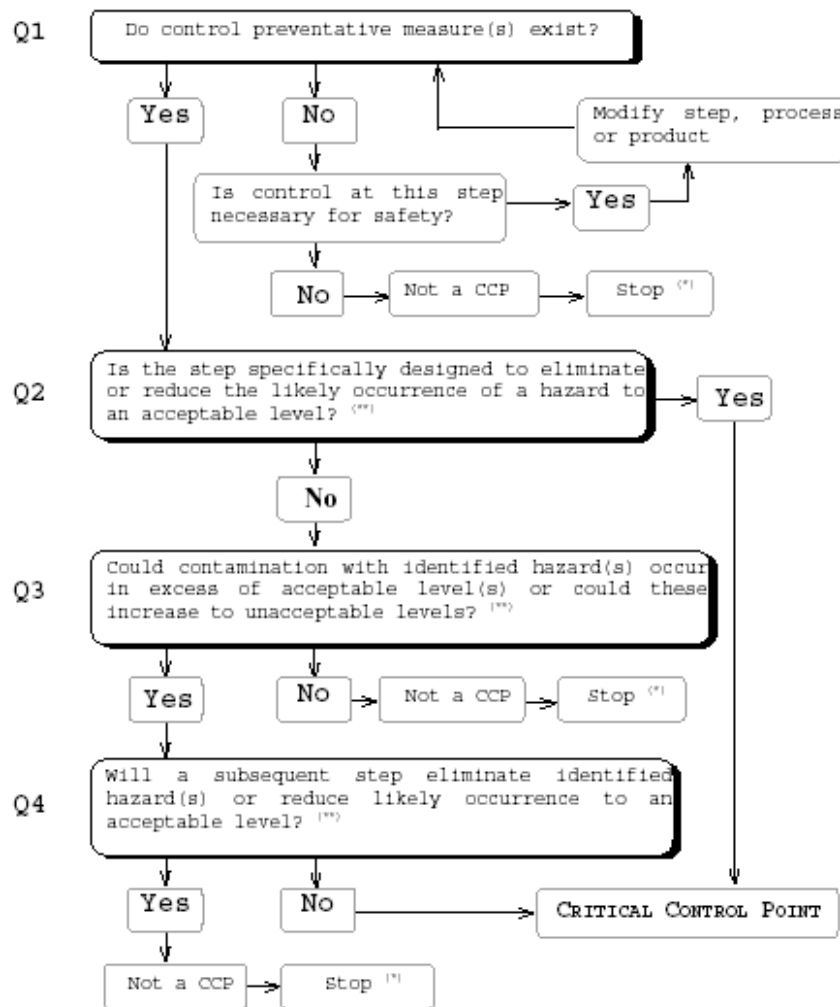 Q1
Do control preventative measure(s) exist?
Yes
No
Modify step, process
or product
Is control at this step
necessary for safety?
Yes
No
Not a CCP
Stop (*)
Q2
Is the step specifically designed to eliminate
or reduce the likely occurrence of a hazard to
an acceptable level? (**)
Yes
No
Q3
Could contamination with identified hazard(s) occur
in excess of acceptable level(s) or could these
increase to unacceptable levels? (**)
Yes
No
Not a CCP
Stop (*)
Q4
Will a subsequent step eliminate identified
hazard(s) or reduce likely occurrence to an
acceptable level? (**)
Yes
No
CRITICAL CONTROL POINT
Not a CCP
Stop (*)